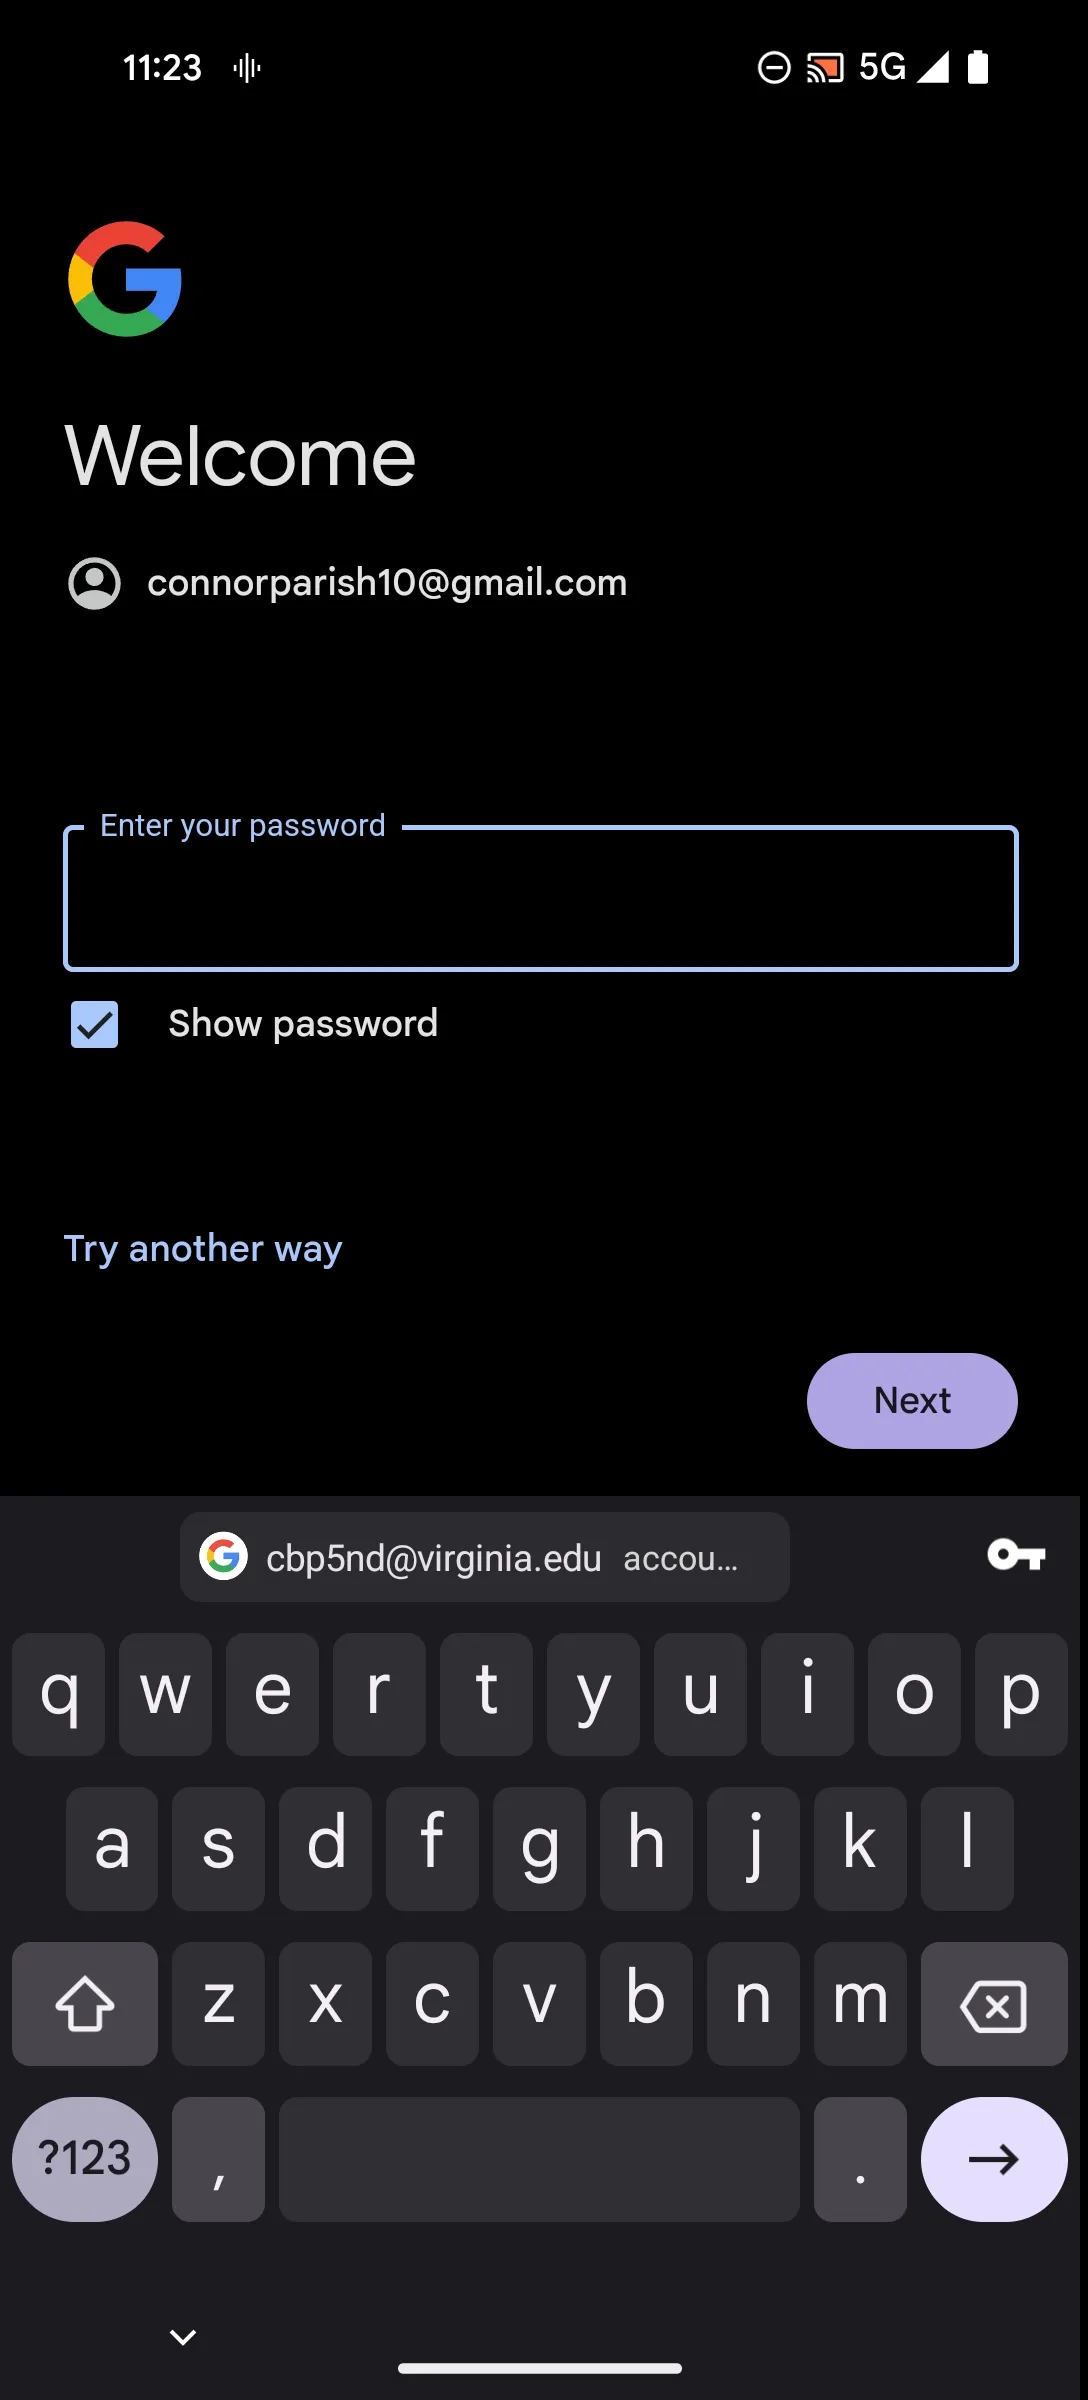 11:23 5G
Welcome
connorparish10@gmail.com
Enter your password
Show password
Try another way
Next
cbp5nd@virginia.edu accou...
q w e r t y u i o p
a s d f g h j k l
z x c v b n m
?123 , .